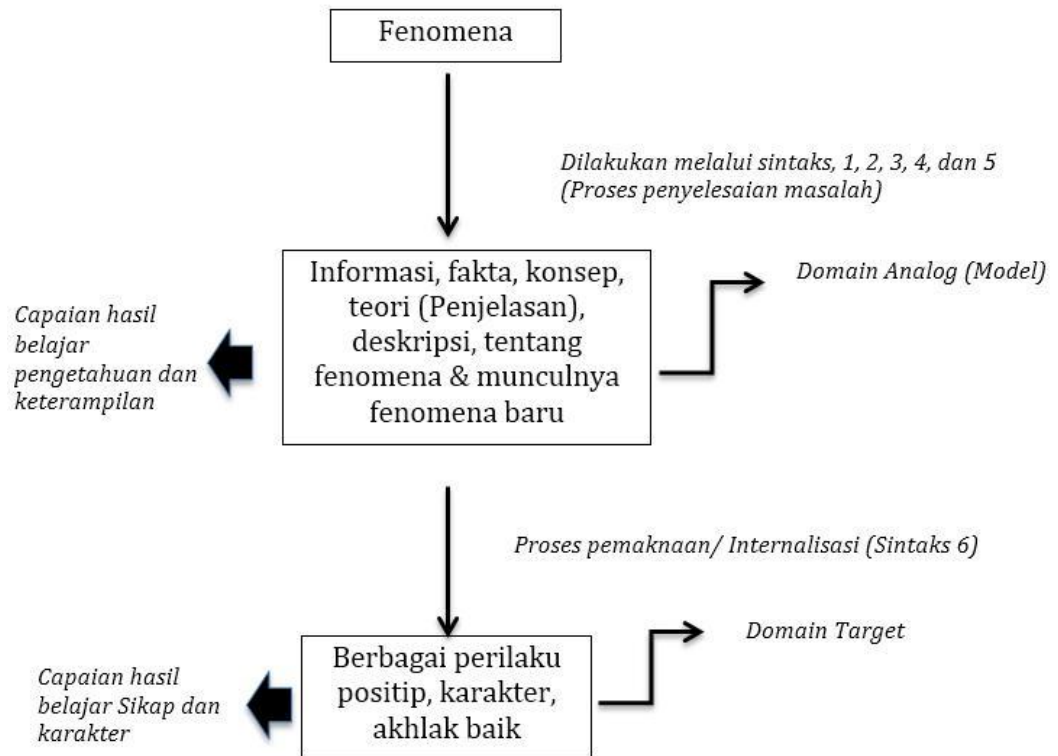 Fenomena
Dilakukan melalui sintaks, 1, 2, 3, 4, dan 5
(Proses penyelesaian masalah)
Informasi, fakta, konsep,
teori (Penjelasan),
deskripsi, tentang
fenomena & munculnya
fenomena baru
Domain Analog (Model)
Capaian hasil
belajar
pengetahuan dan
keterampilan
Proses pemaknaan/ Internalisasi (Sintaks 6)
Berbagai perilaku
positip, karakter,
akhlak baik
Domain Target
Capaian hasil
belajar Sikap dan
karakter